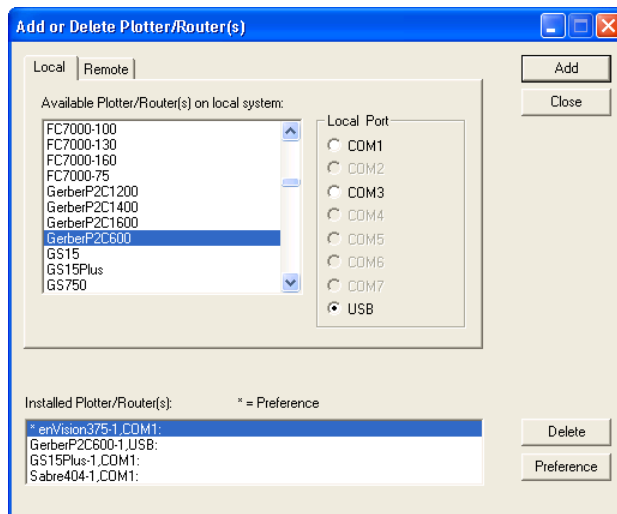 Add or Delete Plotter/Router(s)
Local
Remote
Add
Close
Available Plotter/Router(s) on local system:
FC7000-100
FC7000-130
FC7000-160
FC7000-75
GerberP2C1200
GerberP2C1400
GerberP2C1600
GerberP2C600
GS15
GS15Plus
GS750
Local Port
COM1
COM2
COM3
COM4
COM5
COM6
COM7
USB
Installed Plotter/Router(s): * = Preference
* enVision375-1,COM1:
GerberP2C600-1,USB:
GS15Plus-1,COM1:
Sabre404-1,COM1:
Delete
Preference